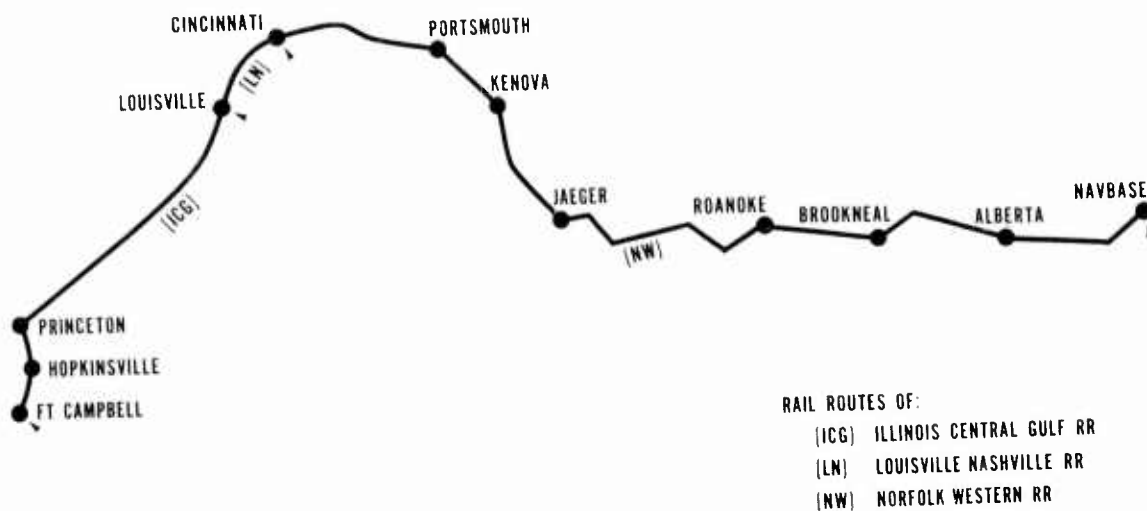 CINCINNATI
PORTSMOUTH
[LN]
KENOVA
LOUISVILLE
JAEGER
ROANOKE
BROOKNEAL
ALBERTA
NAVBASE
[ICG]
[NW]
PRINCETON
HOPKINSVILLE
FT CAMPBELL
RAIL ROUTES OF:
[ICG] ILLINOIS CENTRAL GULF RR
[LN] LOUISVILLE NASHVILLE RR
[NW] NORFOLK WESTERN RR